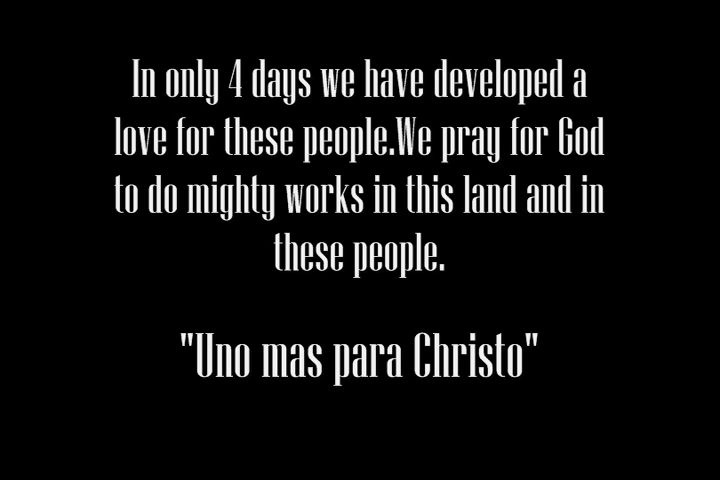 In only 4 days we have developed a
love for these people.We pray for God
to do mighty works in this land and in
these people.
"Uno mas para Christo"